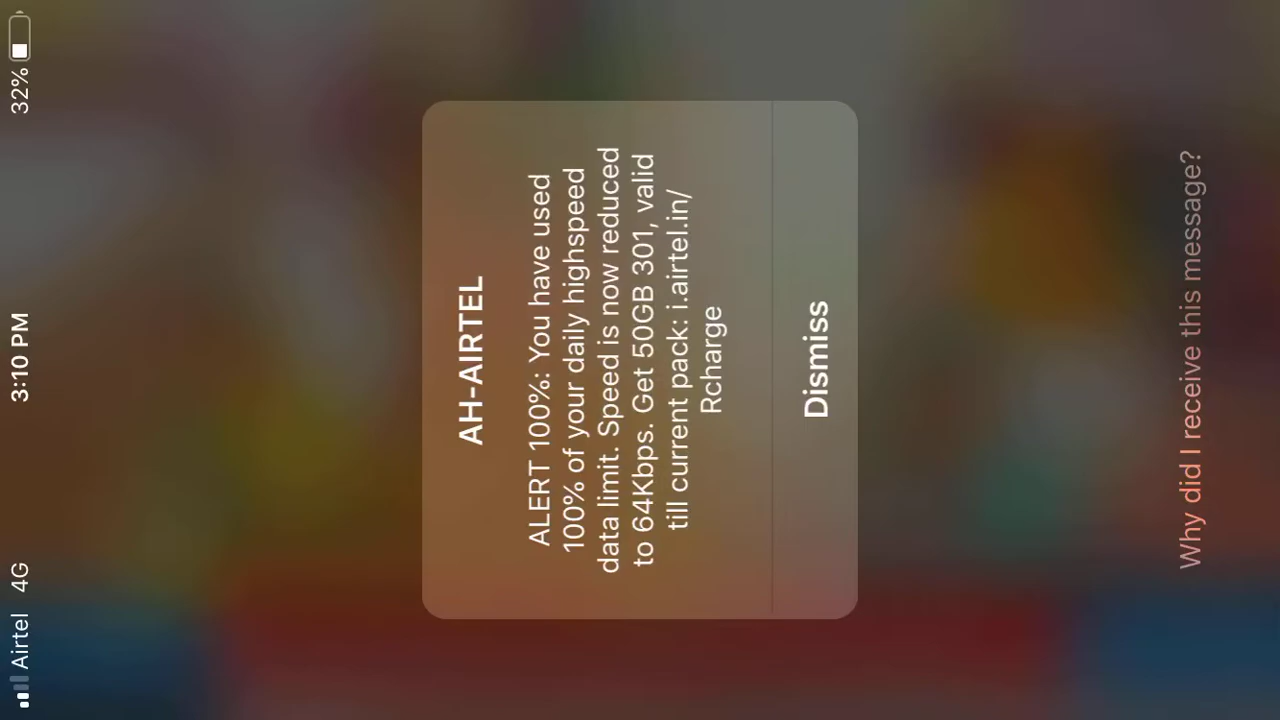 Airtel 4G 3:10 PM 32%
AH-AIRTEL
ALERT 100%: You have used
100% of your daily highspeed
data limit. Speed is now reduced
to 64Kbps. Get 50GB 301, valid
till current pack: i.airtel.in/
Rcharge
Dismiss
Why did I receive this message?